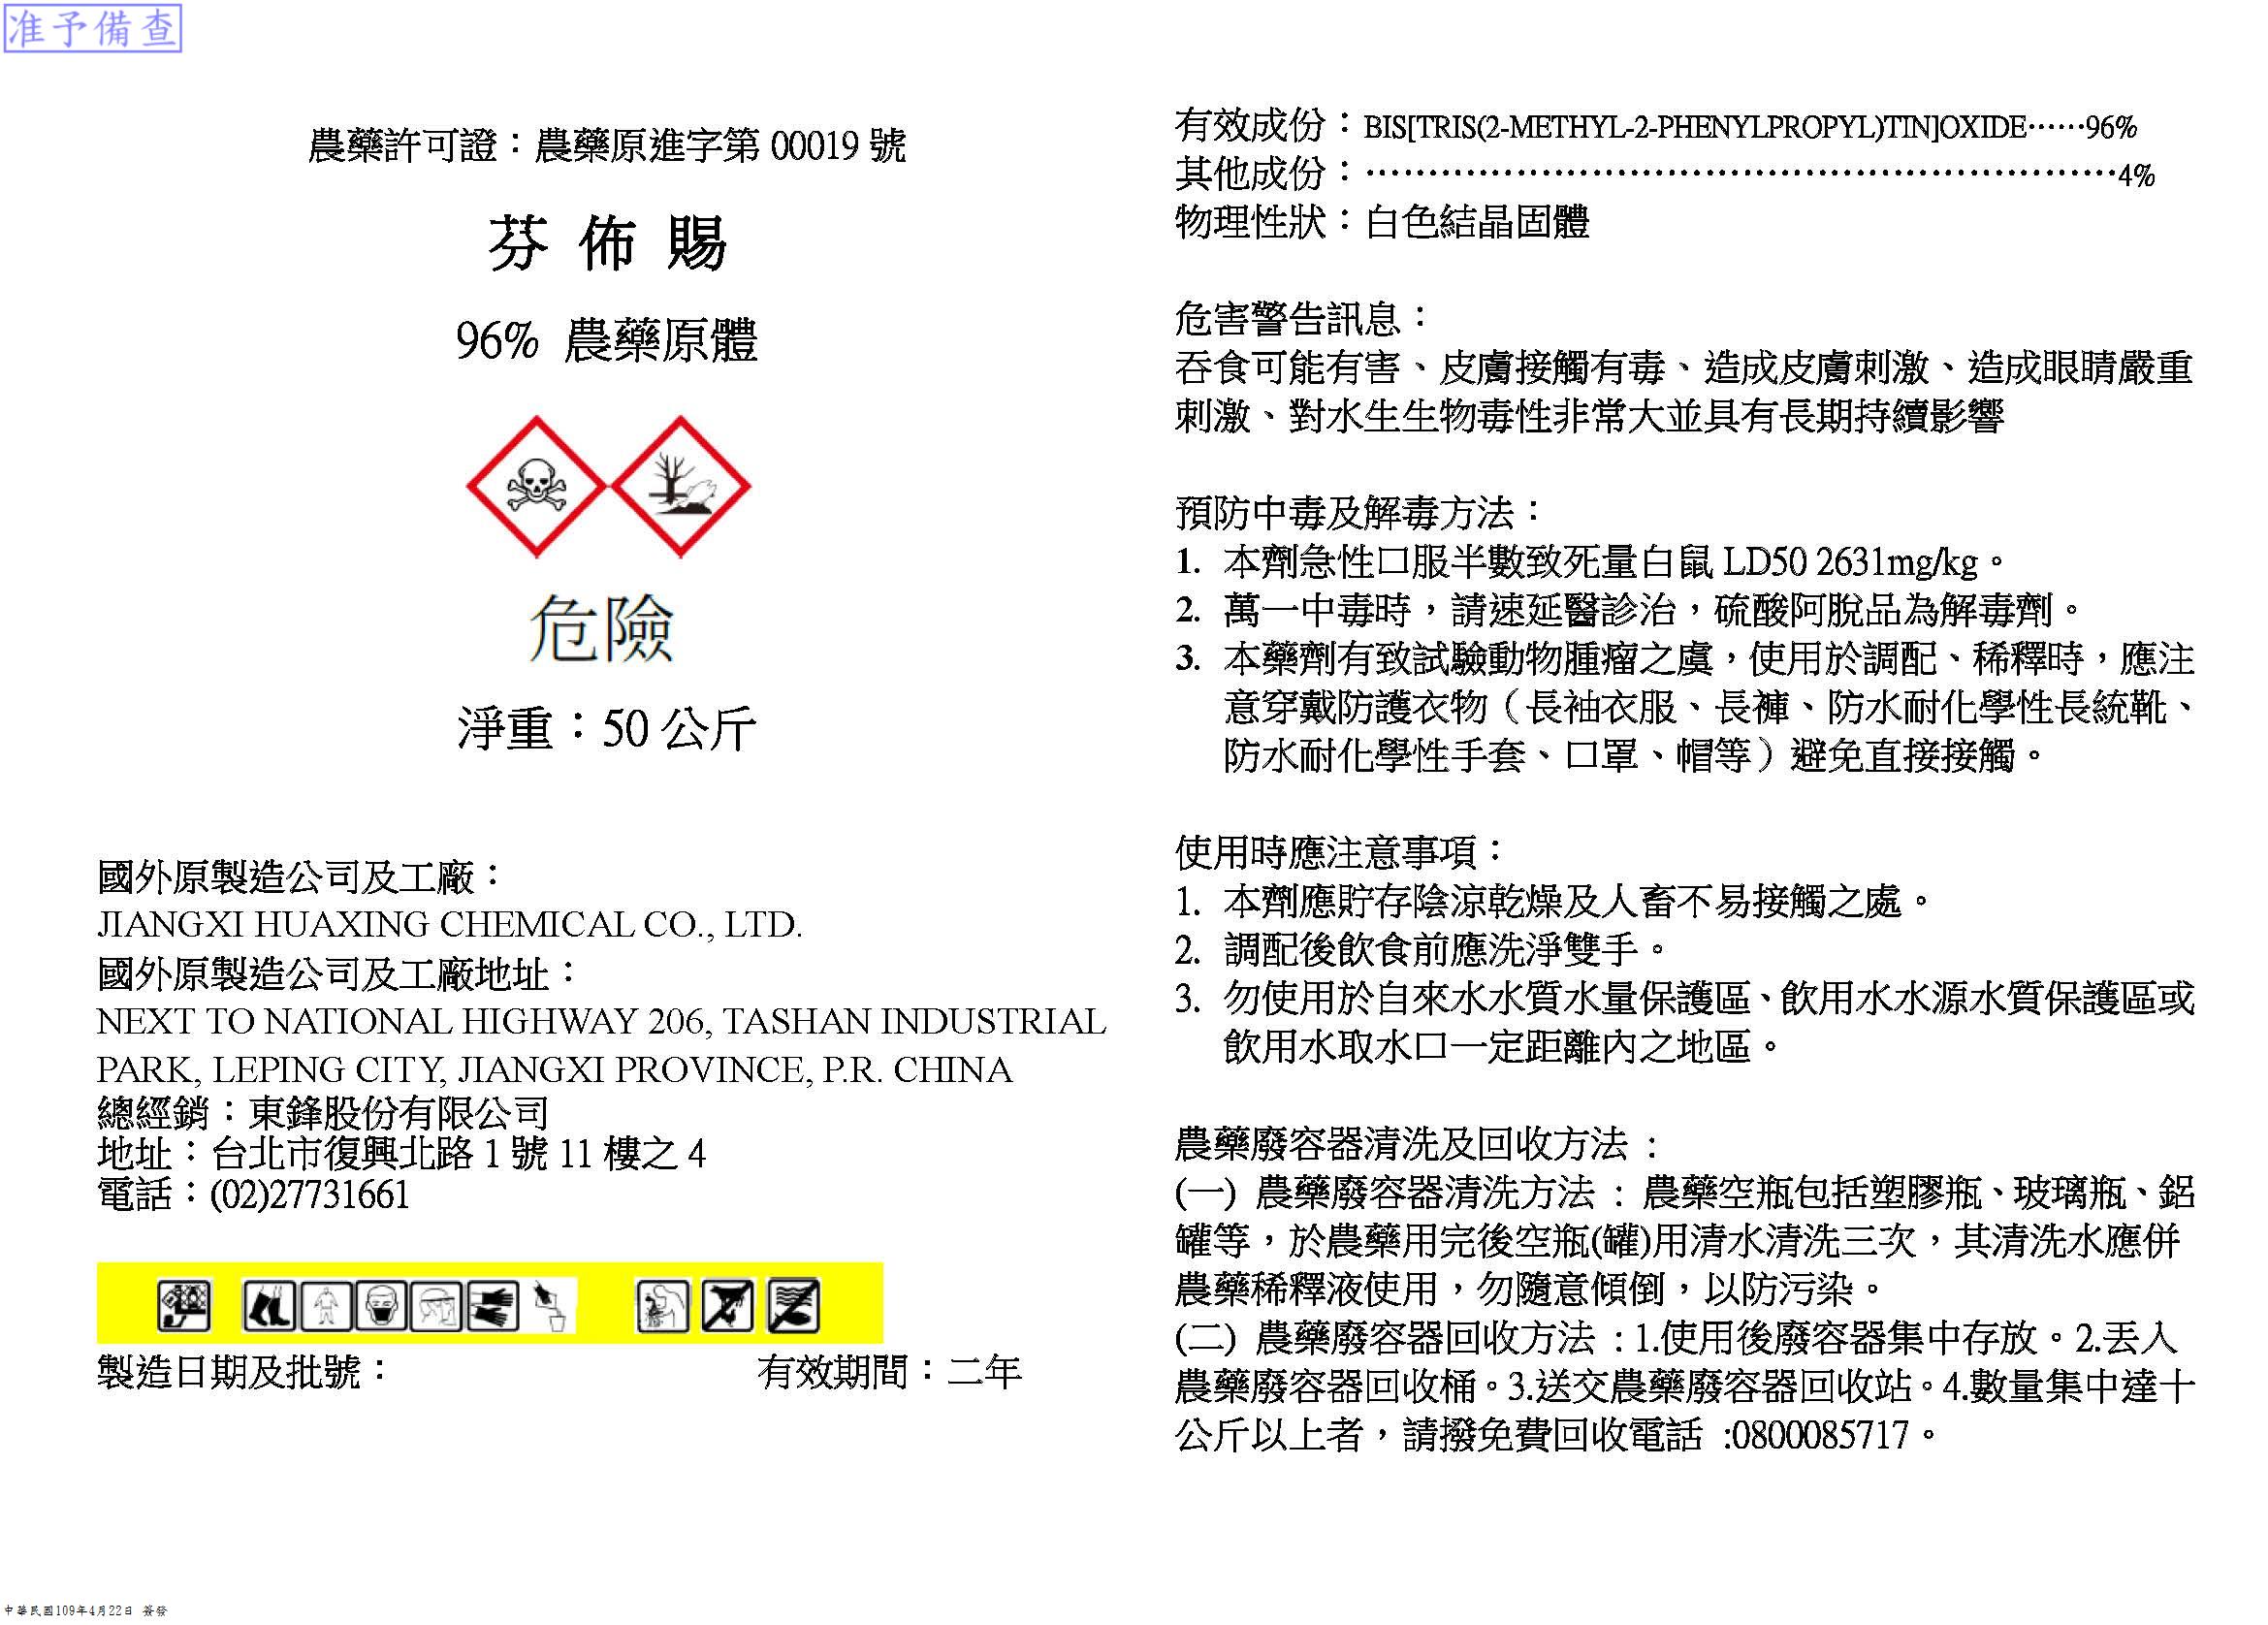 准予備查
農藥許可證：農藥原進字第 00019 號
芬 佈 賜
96% 農藥原體
危險
淨重：50 公斤
國外原製造公司及工廠：
JIANGXI HUAXING CHEMICAL CO., LTD.
國外原製造公司及工廠地址：
NEXT TO NATIONAL HIGHWAY 206, TASHAN INDUSTRIAL
PARK, LEPING CITY, JIANGXI PROVINCE, P.R. CHINA
總經銷：東鋒股份有限公司
地址：台北市復興北路 1 號 11 樓之 4
電話：(02)27731661
製造日期及批號：
有效期間：二年
有效成份：BIS[TRIS(2-METHYL-2-PHENYLPROPYL)TIN]OXIDE……96%
其他成份：……………………………………………………4%
物理性狀：白色結晶固體
危害警告訊息：
吞食可能有害、皮膚接觸有毒、造成皮膚刺激、造成眼睛嚴重
刺激、對水生生物毒性非常大並具有長期持續影響
預防中毒及解毒方法：
1. 本劑急性口服半數致死量白鼠 LD50 2631mg/kg。
2. 萬一中毒時，請速延醫診治，硫酸阿脫品為解毒劑。
3. 本藥劑有致試驗動物腫瘤之虞，使用於調配、稀釋時，應注
意穿戴防護衣物（長袖衣服、長褲、防水耐化學性長統靴、
防水耐化學性手套、口罩、帽等）避免直接接觸。
使用時應注意事項：
1. 本劑應貯存陰涼乾燥及人畜不易接觸之處。
2. 調配後飲食前應洗淨雙手。
3. 勿使用於自來水水質水量保護區、飲用水水源水質保護區或
飲用水取水口一定距離內之地區。
農藥廢容器清洗及回收方法 :
(一) 農藥廢容器清洗方法 : 農藥空瓶包括塑膠瓶、玻璃瓶、鋁
罐等，於農藥用完後空瓶(罐)用清水清洗三次，其清洗水應併
農藥稀釋液使用，勿隨意傾倒，以防污染。
(二) 農藥廢容器回收方法 :1.使用後廢容器集中存放。2.丟入
農藥廢容器回收桶。3.送交農藥廢容器回收站。4.數量集中達十
公斤以上者，請撥免費回收電話 :0800085717。
中華民國109年4月22日 簽發